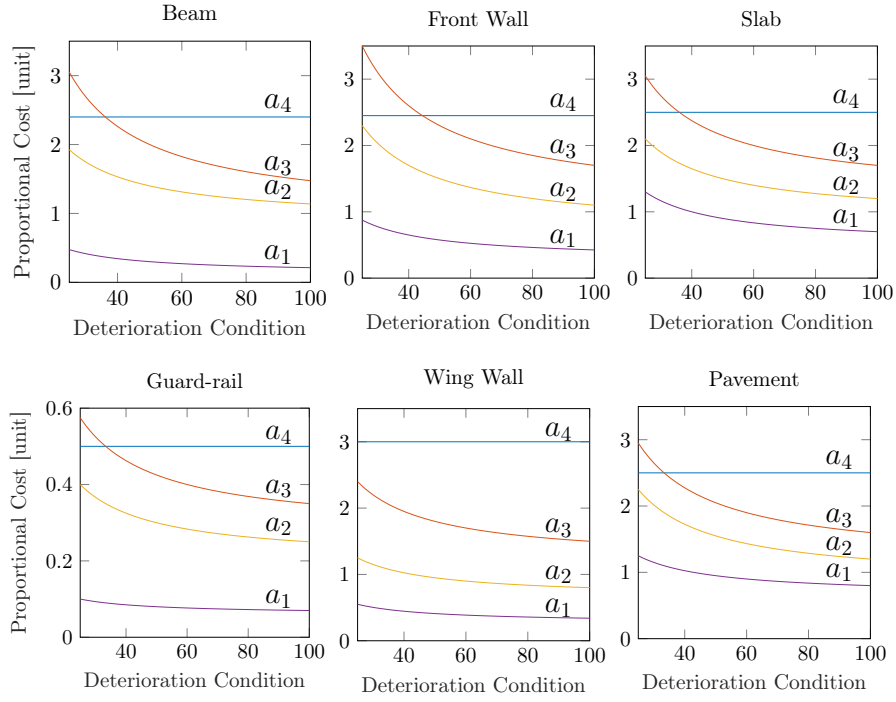 Beam
Front Wall
Slab
Proportional Cost [unit]
3
2
1
0
a4
a3
a2
a1
40
60
80
100
Deterioration Condition
3
2
1
0
a4
a3
a2
a1
40
60
80
100
Deterioration Condition
3
2
1
0
a4
a3
a2
a1
40
60
80
100
Deterioration Condition
Guard-rail
Wing Wall
Pavement
Proportional Cost [unit]
0.6
0.4
0.2
0
a4
a3
a2
a1
40
60
80
100
Deterioration Condition
3
2
1
0
a4
a3
a2
a1
40
60
80
100
Deterioration Condition
3
2
1
0
a4
a3
a2
a1
40
60
80
100
Deterioration Condition